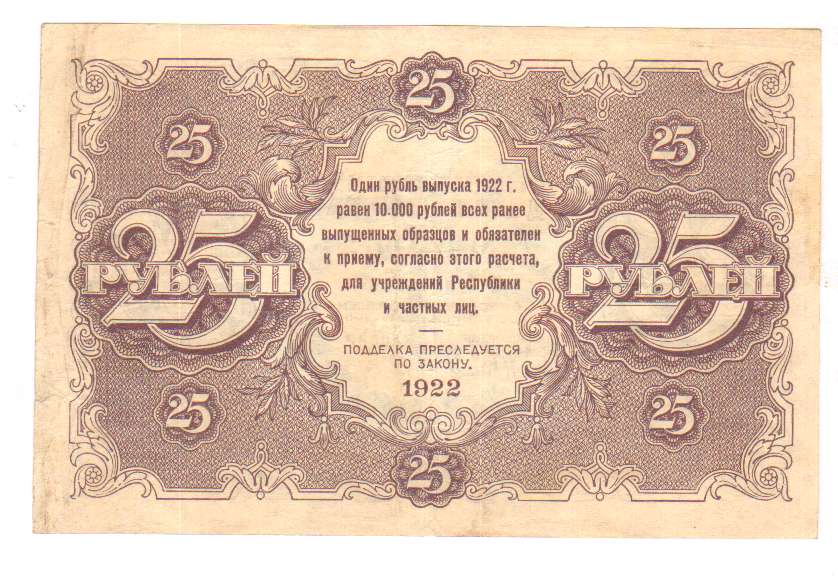 25
25 25
Один рубль выпуска 1922 г.
равен 10.000 рублей всех ранее
выпущенных образцов и обязателен
к приему, согласно этого расчета,
для учреждений Республики
и частных лиц.
25 РУБЛЕЙ 25 РУБЛЕЙ
ПОДДЕЛКА ПРЕСЛЕДУЕТСЯ
ПО ЗАКОНУ.
1922
25 25
25